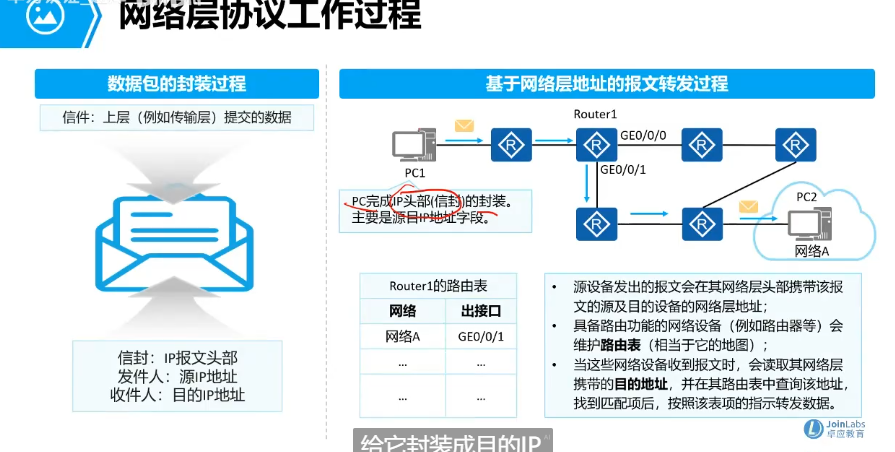 网络层协议工作过程
数据包的封装过程
信件：上层（例如传输层）提交的数据
信封：IP报文头部
发件人：源IP地址
收件人：目的IP地址
基于网络层地址的报文转发过程
Router1
GE0/0/0
GE0/0/1
PC1
PC完成IP头部(信封)的封装。
主要是源目IP地址字段。
PC2
网络A
R
R
R
R
R
R
Router1的路由表
网络 出接口
网络A GE0/0/1
... ...
... ...
• 源设备发出的报文会在其网络层头部携带该报
文的源及目的设备的网络层地址；
• 具备路由功能的网络设备（例如路由器等）会
维护路由表（相当于它的地图）；
• 当这些网络设备收到报文时，会读取其网络层
携带的目的地址，并在其路由表中查询该地址，
找到匹配项后，按照该表项的指示转发数据。
JoinLabs
卓应教育
给它封装成目的IP